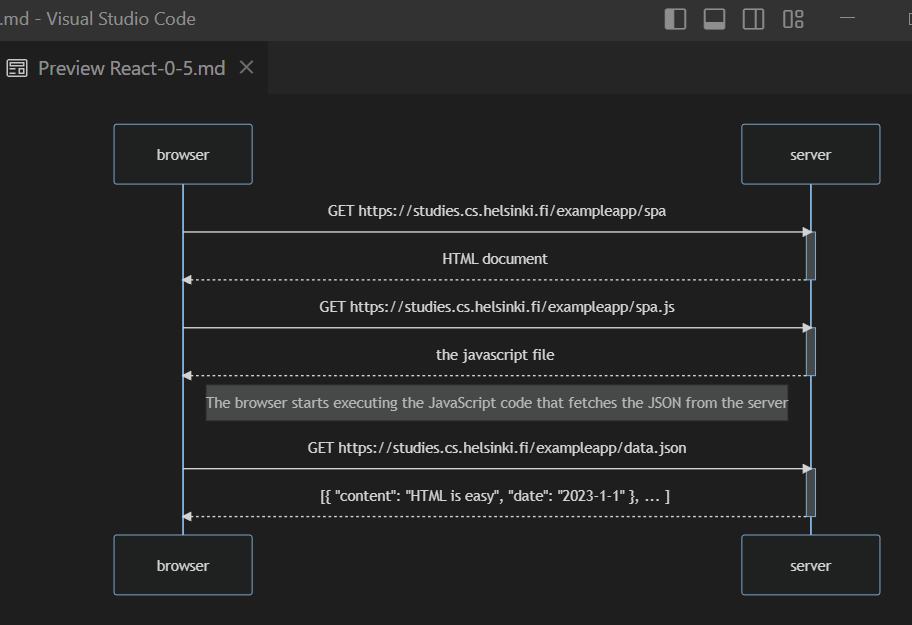 .md - Visual Studio Code
Preview React-0-5.md
browser
server
GET https://studies.cs.helsinki.fi/exampleapp/spa
HTML document
GET https://studies.cs.helsinki.fi/exampleapp/spa.js
the javascript file
The browser starts executing the JavaScript code that fetches the JSON from the server
GET https://studies.cs.helsinki.fi/exampleapp/data.json
[{ "content": "HTML is easy", "date": "2023-1-1" }, ... ]
browser
server